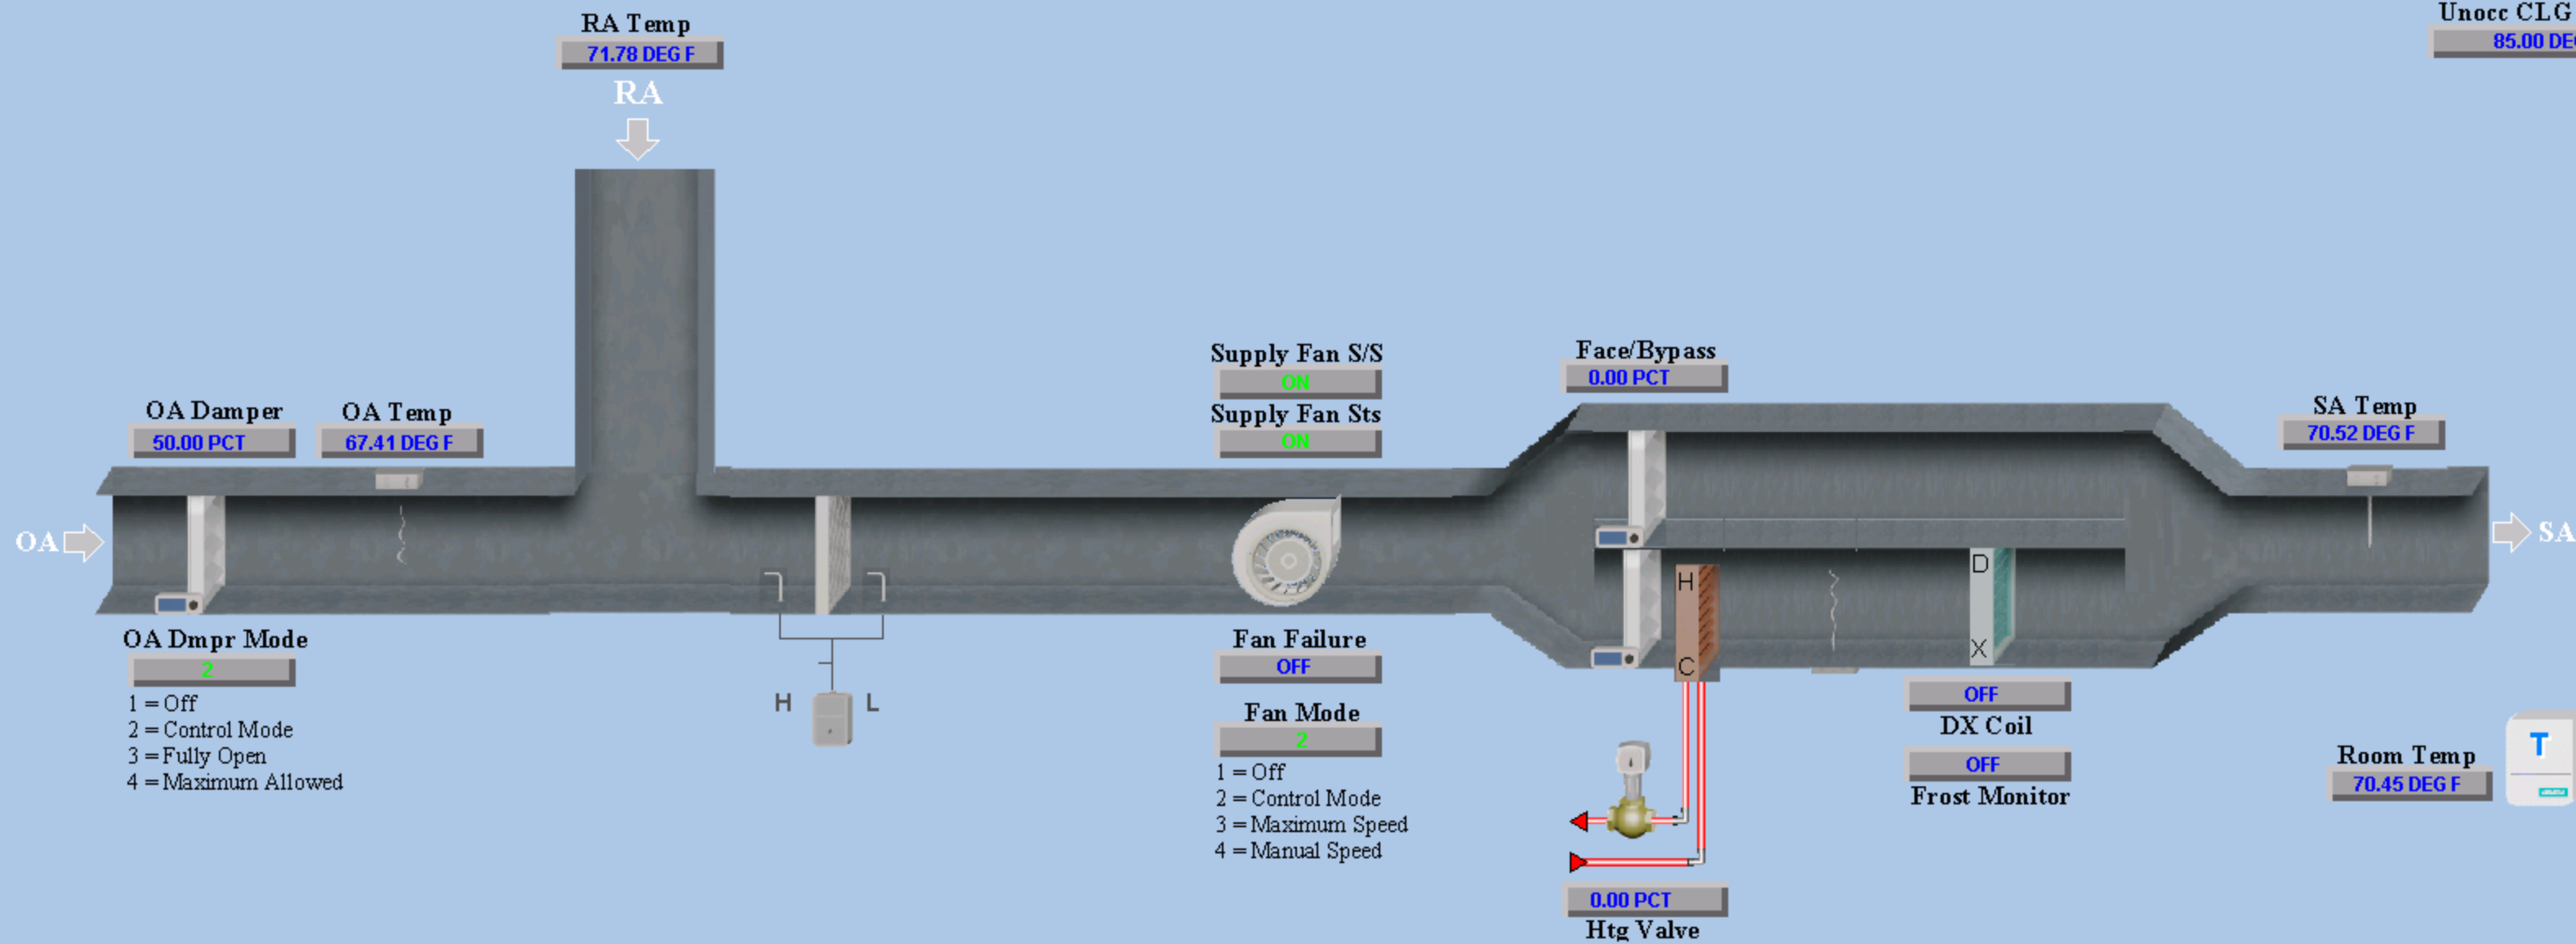 RA Temp
71.78 DEG F
RA
Unocc CLG
85.00 DE
Supply Fan S/S
ON
Supply Fan Sts
ON
Face/Bypass
0.00 PCT
OA Damper
50.00 PCT
OA Temp
67.41 DEG F
SA Temp
70.52 DEG F
OA
SA
H
C
D
X
OA Dmpr Mode
2
1 = Off
2 = Control Mode
3 = Fully Open
4 = Maximum Allowed
H
L
Fan Failure
OFF
Fan Mode
2
1 = Off
2 = Control Mode
3 = Maximum Speed
4 = Manual Speed
OFF
DX Coil
OFF
Frost Monitor
Room Temp
70.45 DEG F
T
0.00 PCT
Htg Valve